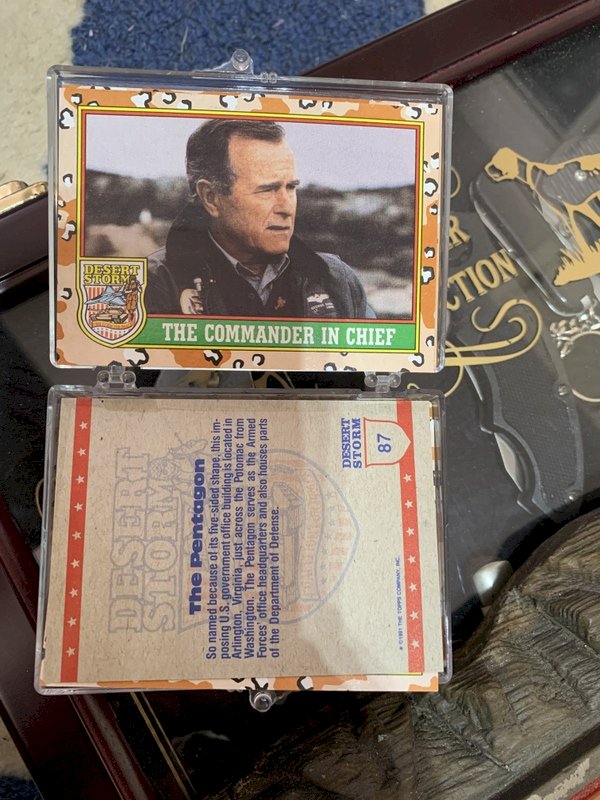 DESERT
STORM
THE COMMANDER IN CHIEF
DESERT
STORM
The Pentagon
So named because of its five-sided shape, this im-
posing U.S. government office building is located in
Arlington, Virginia, just across the Potomac from
Washington. The Pentagon serves as the Armed
Forces' office headquarters and also houses parts
of the Department of Defense.
DESERT
STORM
87
* ©1991 THE TOPPS COMPANY, INC.
CTION